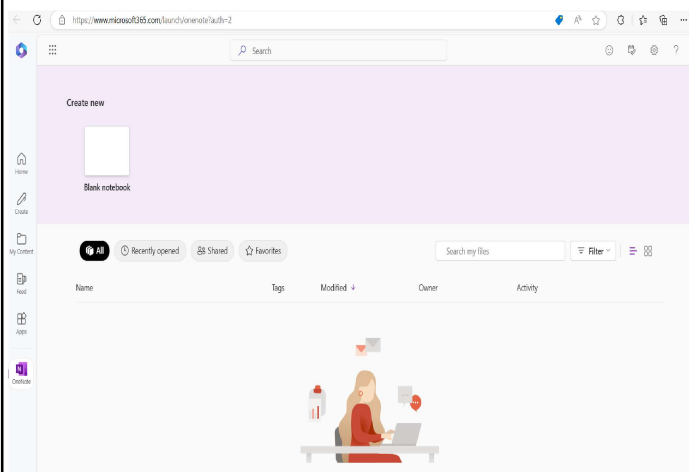 https://www.microsoft365.com/launch/onenote?auth=2
Search
Create new
Blank notebook
Home
Create
My Content
Feed
Apps
OneNote
All Recently opened Shared Favorites Search my files Filter
Name Tags Modified Owner Activity